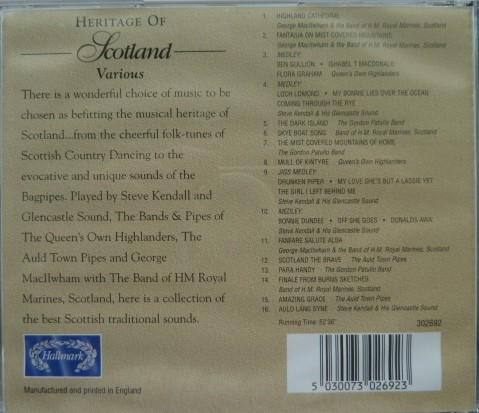 HERITAGE OF
Scotland
Various
There is a wonderful choice of music to be
chosen as befitting the musical heritage of
Scotland...from the cheerful folk-tunes of
Scottish Country Dancing to the
evocative and unique sounds of the
Bagpipes. Played by Steve Kendall and
Glencastle Sound, The Bands & Pipes of
The Queen's Own Highlanders, The
Auld Town Pipes and George
MacIlwham with The Band of HM Royal
Marines, Scotland, here is a collection of
the best Scottish traditional sounds.
Hallmark
Manufactured and printed in England
1. HIGHLAND CATHEDRAL
George MacIlwham & the Band of H.M. Royal Marines, Scotland
2. FANTASIA ON MIST COVERED MOUNTAINS
George MacIlwham & the Band of H.M. Royal Marines, Scotland
3. MEDLEY:
BEN GULLION • ISHABEL T MACDONALD
FLORA GRAHAM Queen's Own Highlanders
4. MEDLEY:
LOCH LOMOND • MY BONNIE LIES OVER THE OCEAN
COMING THROUGH THE RYE
Steve Kendall & His Glencastle Sound
5. THE DARK ISLAND The Gordon Patullo Band
6. SKYE BOAT SONG Band of H.M. Royal Marines, Scotland
7. THE MIST COVERED MOUNTAINS OF HOME
The Gordon Patullo Band
8. MULL OF KINTYRE Queen's Own Highlanders
9. JIGS MEDLEY:
DRUNKEN PIPER • MY LOVE SHE'S BUT A LASSIE YET
THE GIRL I LEFT BEHIND ME
Steve Kendall & His Glencastle Sound
10. MEDLEY:
BONNIE DUNDEE • OFF SHE GOES • DONALDS AWA'
Steve Kendall & His Glencastle Sound
11. FANFARE SALUTE ALBA
George MacIlwham & the Band of H.M. Royal Marines, Scotland
12. SCOTLAND THE BRAVE The Auld Town Pipes
13. PARA HANDY The Gordon Patullo Band
14. FINALE FROM BURNS SKETCHES
Band of H.M. Royal Marines, Scotland
15. AMAZING GRACE The Auld Town Pipes
16. AULD LANG SYNE Steve Kendall & His Glencastle Sound
Running Time: 52'36"
302692
5 030073 026923